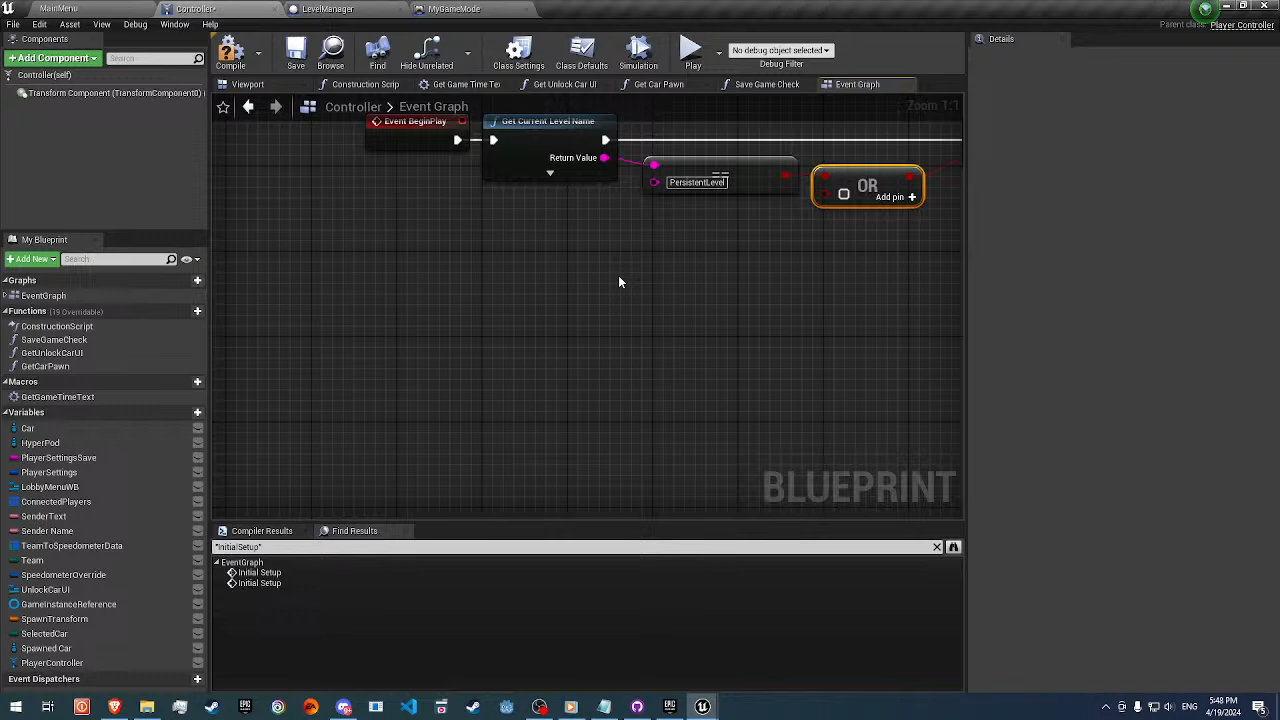 MainMenu
Controller*
LevelManager
MyGameMode
File
Edit
Asset
View
Debug
Window
Help
Parent class: Player Controller
Components
Add Component
Search
Controller(self)
Transform Component (TransformComponent)
Compile
Save
Browse
Find
Hide Unrelated
Class Settings
Class Defaults
Simulation
Play
No debug object selected
Debug Filter
Details
Viewport
Construction Scrip
Get Game Time Te
Get Unlock Car UI
Get Car Pawn
Save Game Check
Event Graph
Controller
Event Graph
Zoom 1:1
Event BeginPlay
Get Current Level Name
Return Value
==
PersistentLevel
OR
Add pin +
BLUEPRINT
My Blueprint
Add New
Search
Graphs
EventGraph
Functions (19 Overridable)
ConstructionScript
SaveGameCheck
GetUnlockCarUI
GetCarPawn
Macros
GetGameTimeText
Variables
Car
HyperPod
PlayerSettingsSave
PlayerSettings
LobbyMenuWB
ConnectedPlayers
SenderText
Sender Name
TeamToSpeedometerData
Team
SpeedometerOverride
UnlockCarUI
GameInstanceReference
SpawnTransform
SelectedCar
Spawned Car
PlayerController
Event Dispatchers
Compiler Results
Find Results
"InitialSetup"
EventGraph
Initial Setup
Initial Setup
5:48 PM
4/19/2024